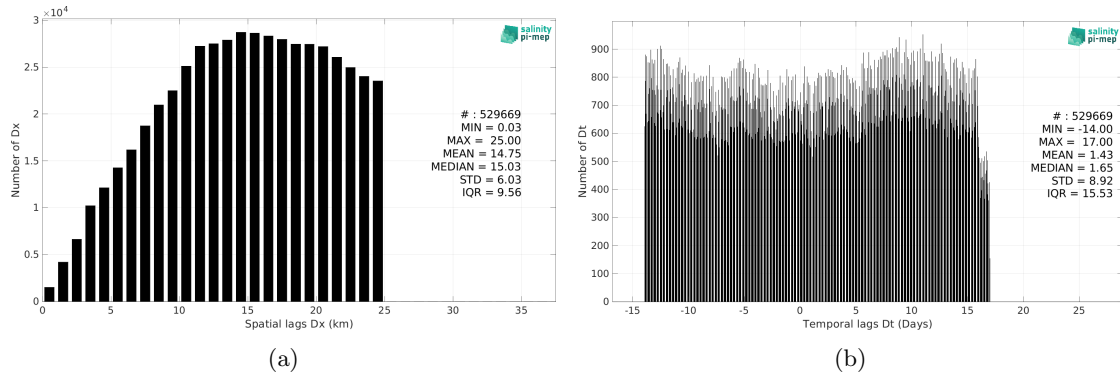 ×10⁴
3
2.5
2
1.5
1
0.5
0
Number of Dx
salinity
pi-mep
# : 529669
MIN = 0.03
MAX = 25.00
MEAN = 14.75
MEDIAN = 15.03
STD = 6.03
IQR = 9.56
0 5 10 15 20 25 30 35
Spatial lags Dx (km)
(a)
900
800
700
600
500
400
300
200
100
0
Number of Dt
salinity
pi-mep
# : 529669
MIN = -14.00
MAX = 17.00
MEAN = 1.43
MEDIAN = 1.65
STD = 8.92
IQR = 15.53
-15 -10 -5 0 5 10 15 20 25
Temporal lags Dt (Days)
(b)